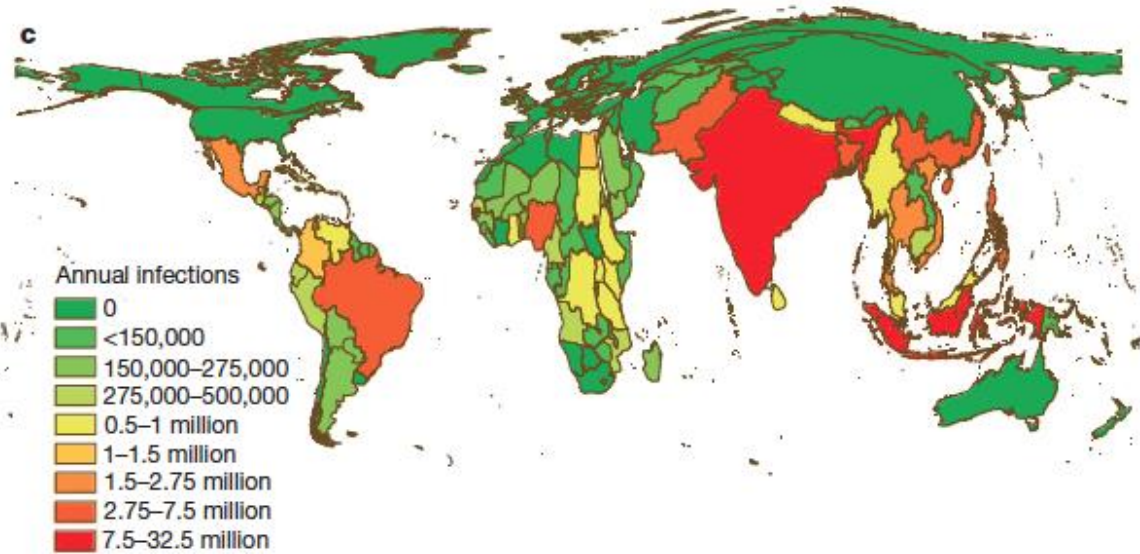 c
Annual infections
0
<150,000
150,000–275,000
275,000–500,000
0.5–1 million
1–1.5 million
1.5–2.75 million
2.75–7.5 million
7.5–32.5 million